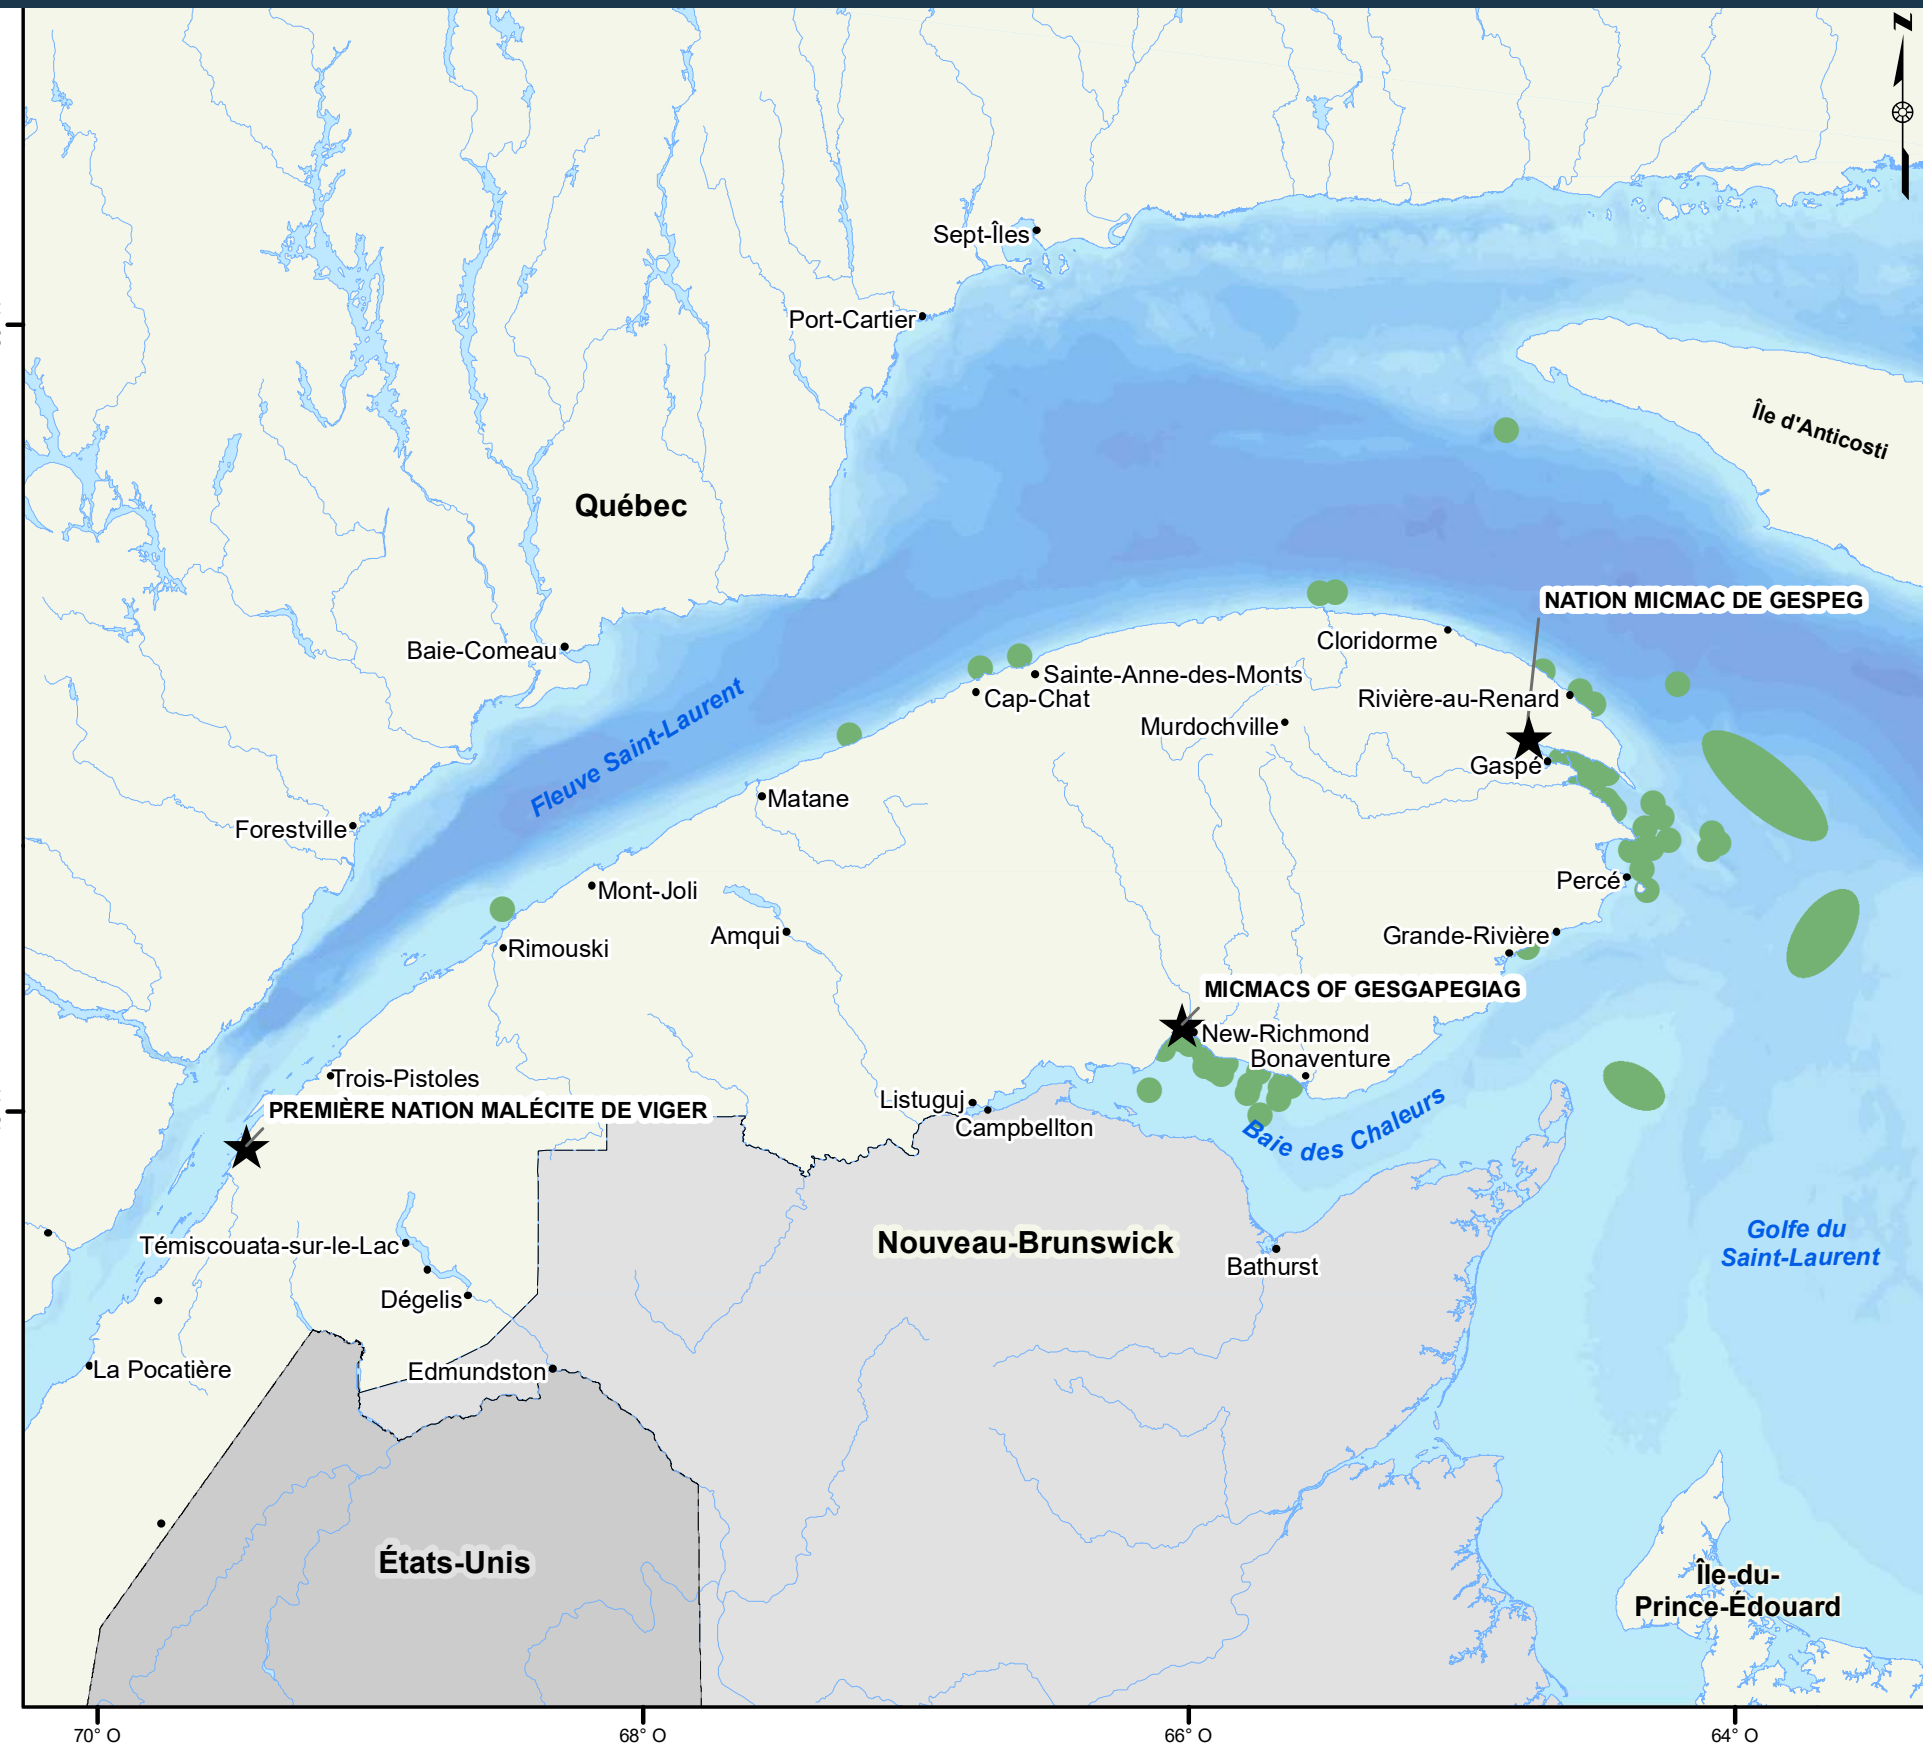 N
Sept-Îles
Port-Cartier
Île d'Anticosti
Québec
NATION MICMAC DE GESPEG
Cloridorme
Baie-Comeau
Sainte-Anne-des-Monts
Cap-Chat
Rivière-au-Renard
Murdochville
Fleuve Saint-Laurent
Gaspé
Matane
Forestville
Percé
Mont-Joli
Amqui
Grande-Rivière
Rimouski
MICMACS OF GESGAPEGIAG
New-Richmond
Bonaventure
Trois-Pistoles
Listuguj
PREMIÈRE NATION MALÉCITE DE VIGER
Campbellton
Baie des Chaleurs
Nouveau-Brunswick
Golfe du
Saint-Laurent
Témiscouata-sur-le-Lac
Bathurst
Dégelis
La Pocatière
Edmundston
États-Unis
Île-du-
Prince-Édouard
70° O
68° O
66° O
64° O